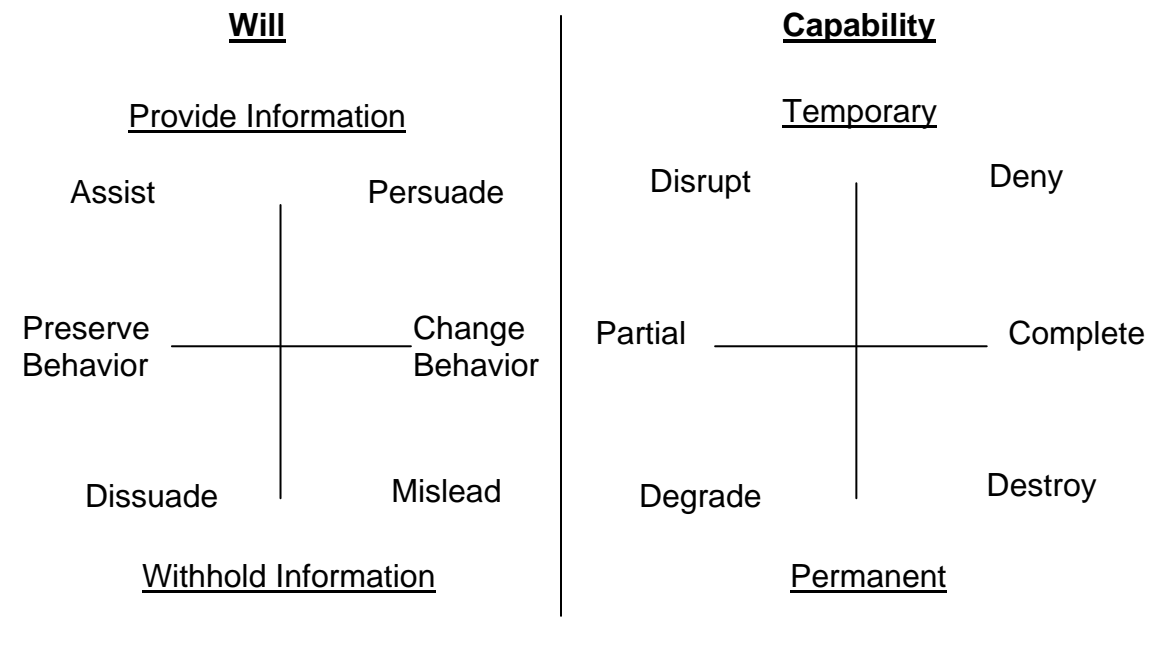 Will
Provide Information
Assist
Persuade
Preserve
Behavior
Change
Behavior
Dissuade
Mislead
Withhold Information
Capability
Temporary
Disrupt
Deny
Partial
Complete
Degrade
Destroy
Permanent